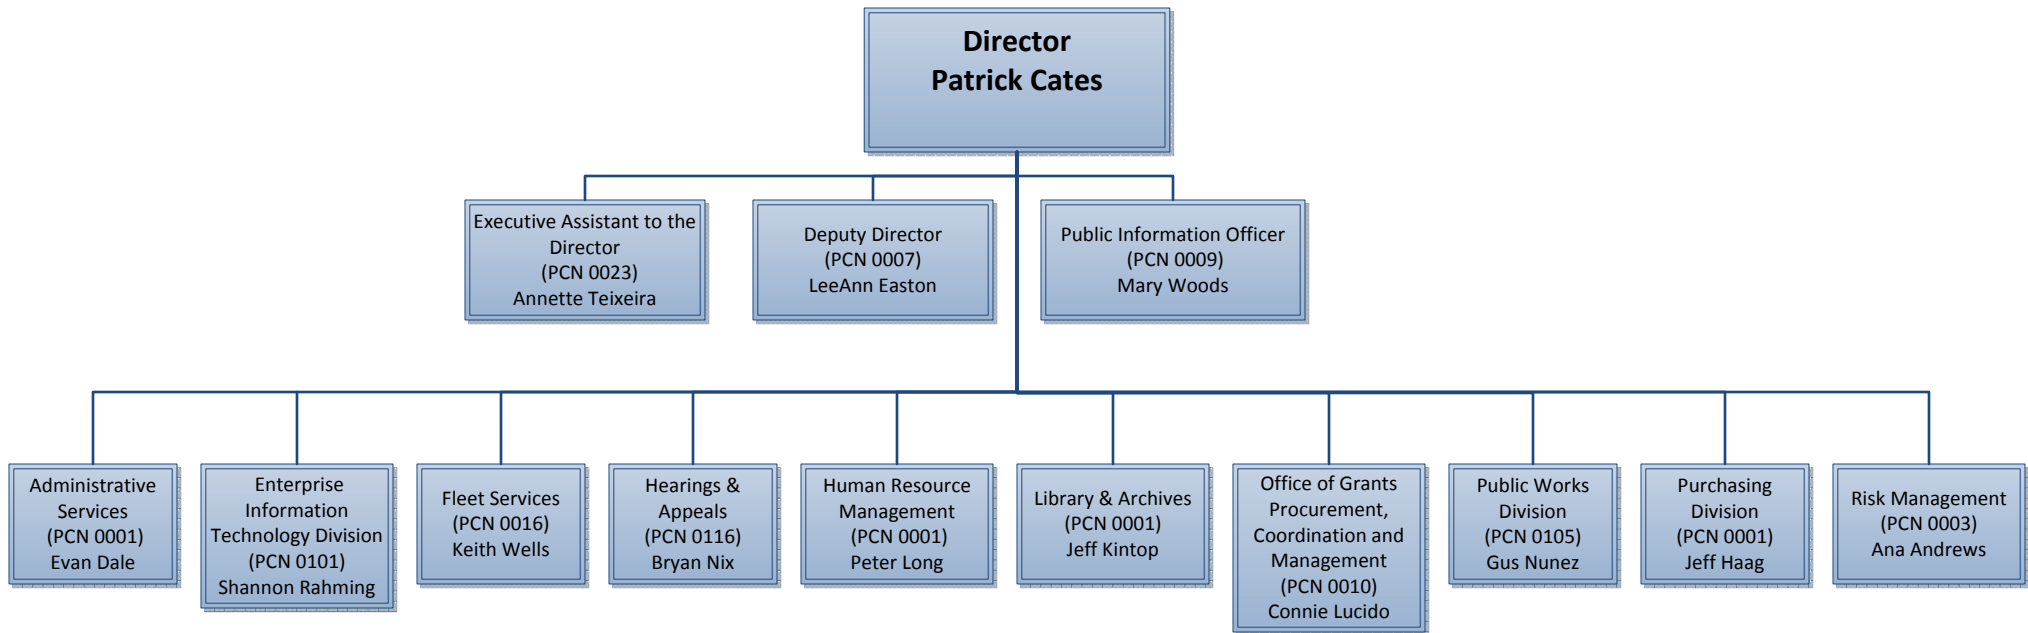 Director
Patrick Cates
Executive Assistant to the
Director
(PCN 0023)
Annette Teixeira
Deputy Director
(PCN 0007)
LeeAnn Easton
Public Information Officer
(PCN 0009)
Mary Woods
Administrative
Services
(PCN 0001)
Evan Dale
Enterprise
Information
Technology Division
(PCN 0101)
Shannon Rahming
Fleet Services
(PCN 0016)
Keith Wells
Hearings &
Appeals
(PCN 0116)
Bryan Nix
Human Resource
Management
(PCN 0001)
Peter Long
Library & Archives
(PCN 0001)
Jeff Kintop
Office of Grants
Procurement,
Coordination and
Management
(PCN 0010)
Connie Lucido
Public Works
Division
(PCN 0105)
Gus Nunez
Purchasing
Division
(PCN 0001)
Jeff Haag
Risk Management
(PCN 0003)
Ana Andrews